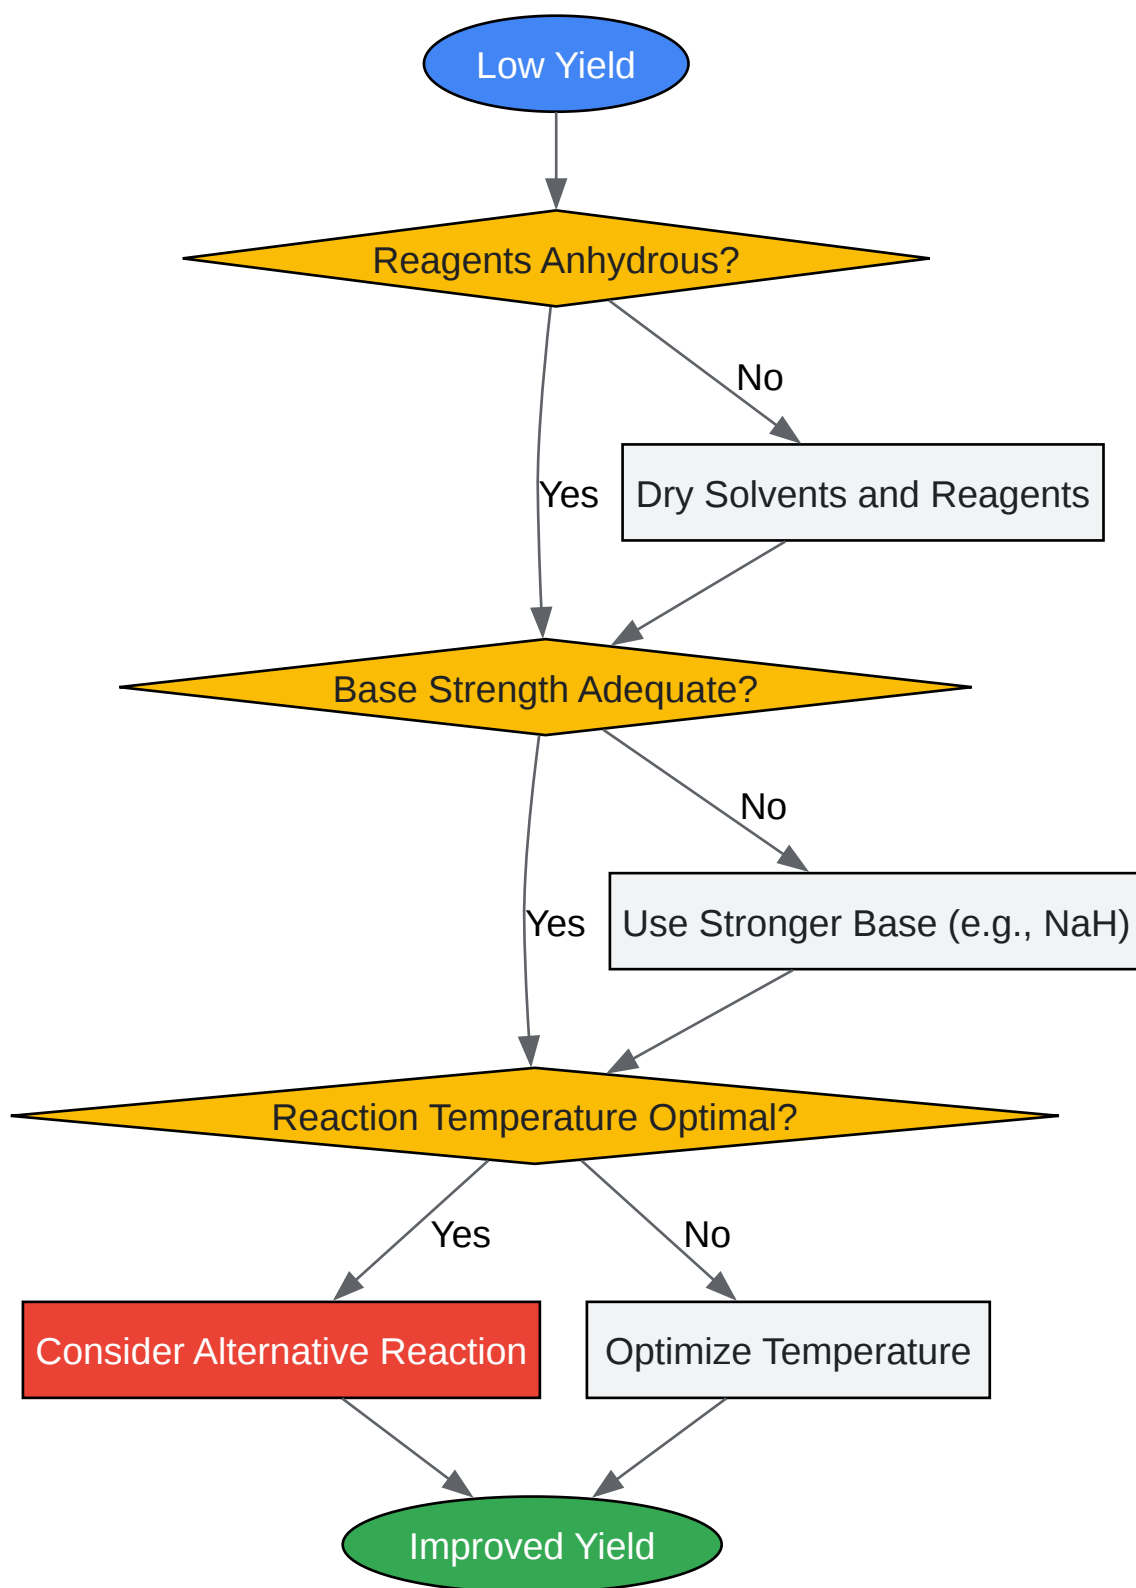 Low Yield
Reagents Anhydrous?
No
Yes
Dry Solvents and Reagents
Base Strength Adequate?
No
Yes
Use Stronger Base (e.g., NaH)
Reaction Temperature Optimal?
Yes
No
Consider Alternative Reaction
Optimize Temperature
Improved Yield